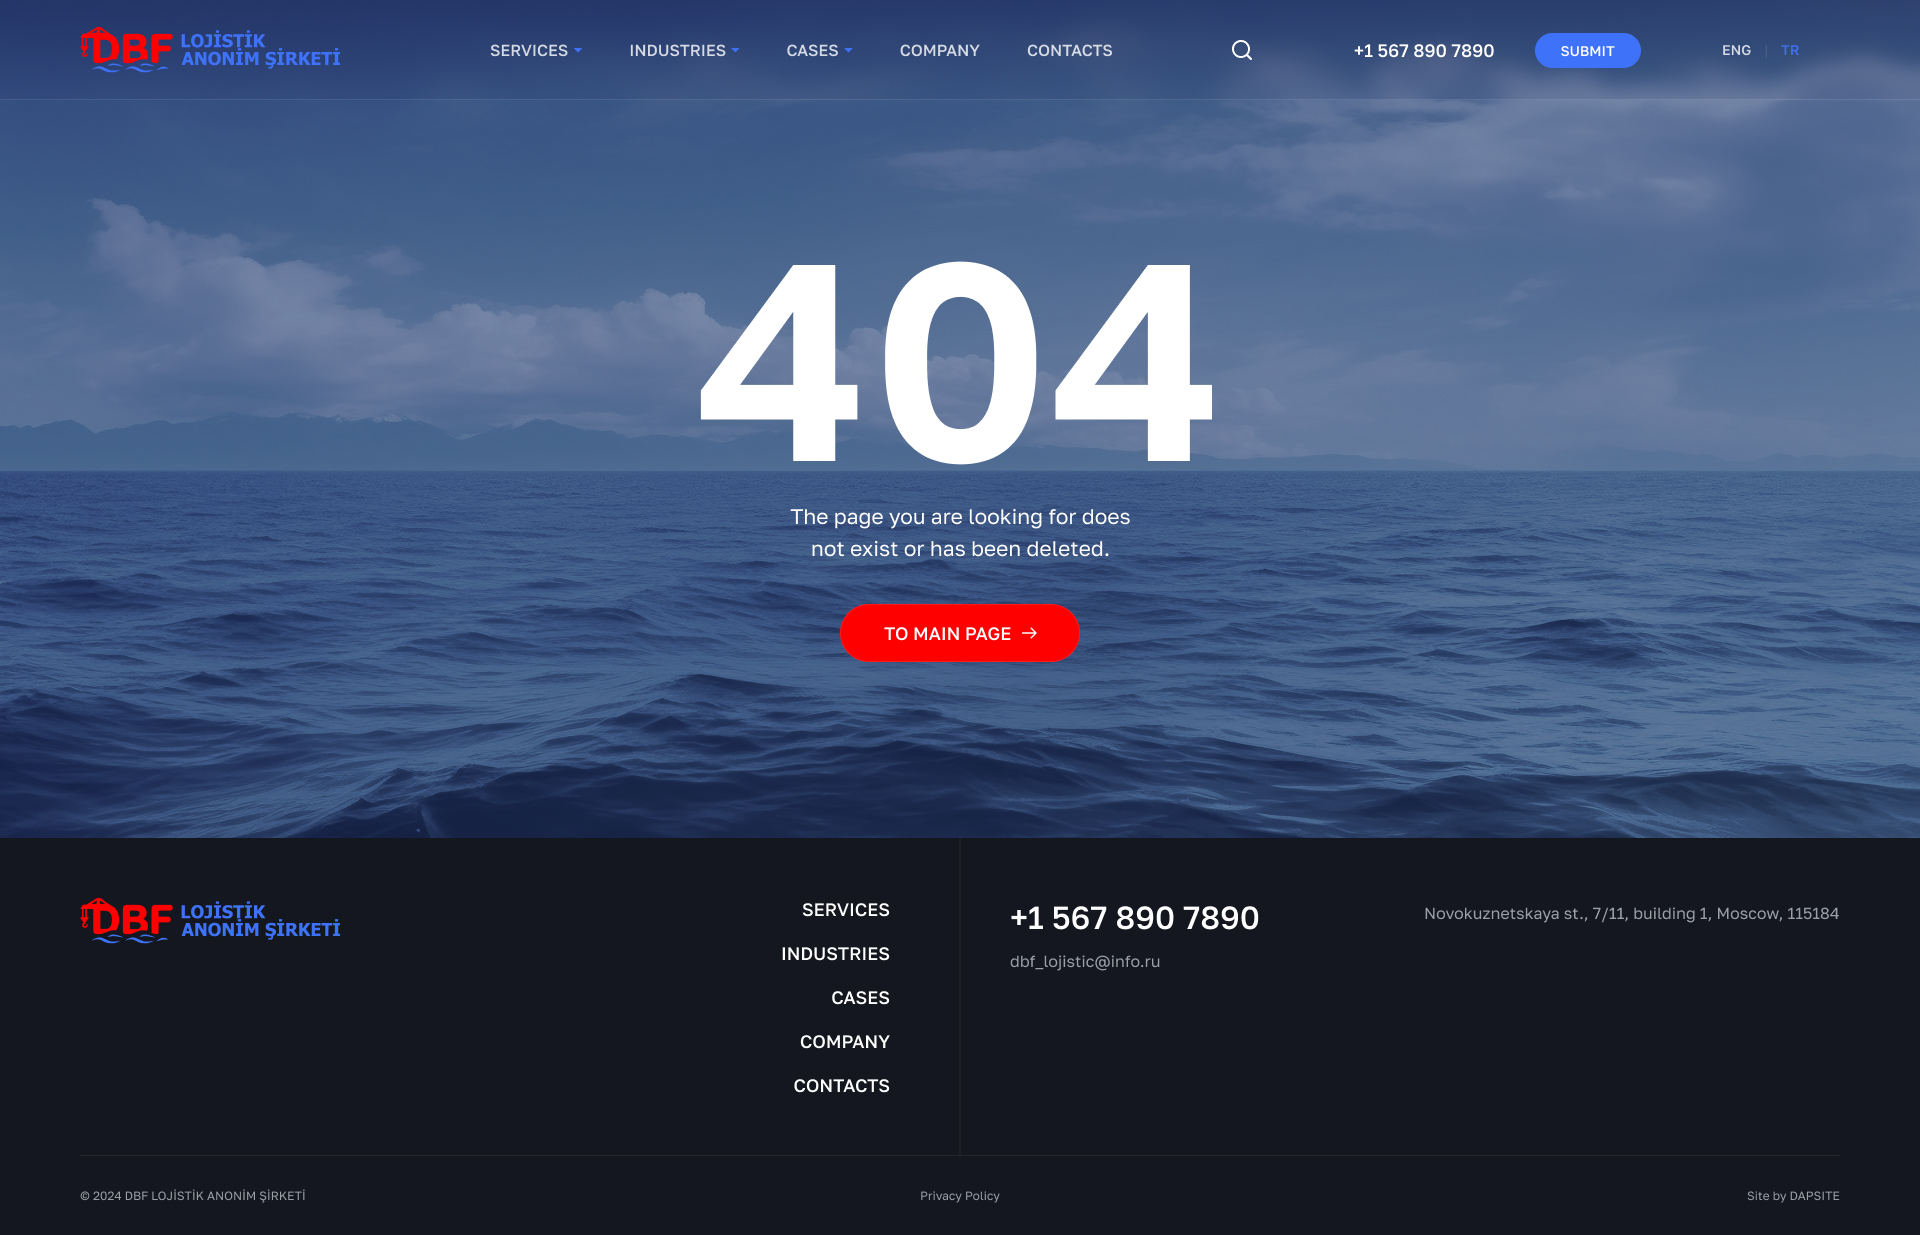 DBF LOJİSTİK
ANONİM ŞİRKETİ
SERVICES
INDUSTRIES
CASES
COMPANY
CONTACTS
+1 567 890 7890
SUBMIT
ENG
TR
404
The page you are looking for does
not exist or has been deleted.
TO MAIN PAGE
DBF LOJİSTİK
ANONİM ŞİRKETİ
SERVICES
INDUSTRIES
CASES
COMPANY
CONTACTS
+1 567 890 7890
dbf_lojistic@info.ru
Novokuznetskaya st., 7/11, building 1, Moscow, 115184
© 2024 DBF LOJİSTİK ANONİM ŞİRKETİ
Privacy Policy
Site by DAPSITE